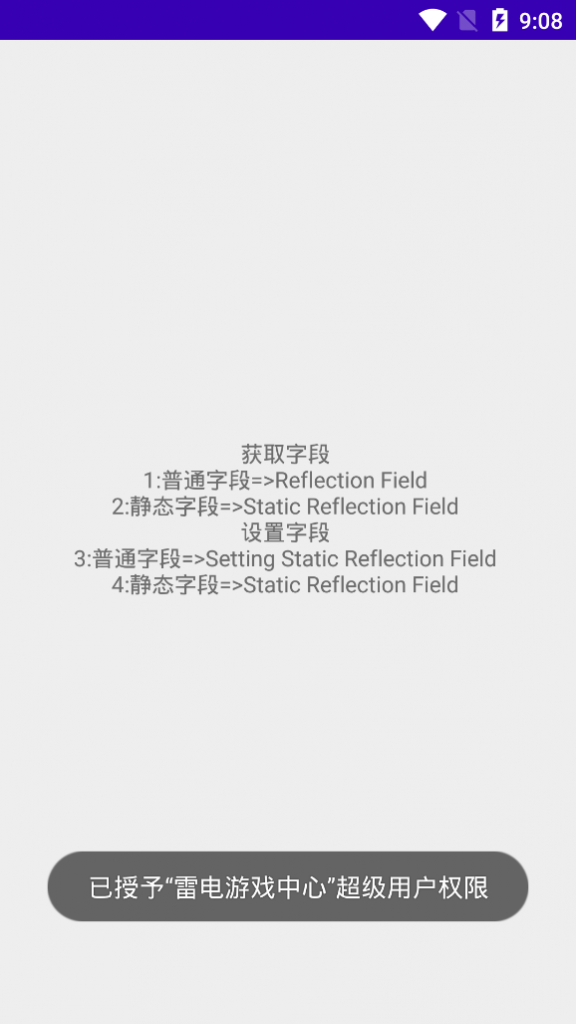 9:08
获取字段
1:普通字段=>Reflection Field
2:静态字段=>Static Reflection Field
设置字段
3:普通字段=>Setting Static Reflection Field
4:静态字段=>Static Reflection Field
已授予“雷电游戏中心”超级用户权限